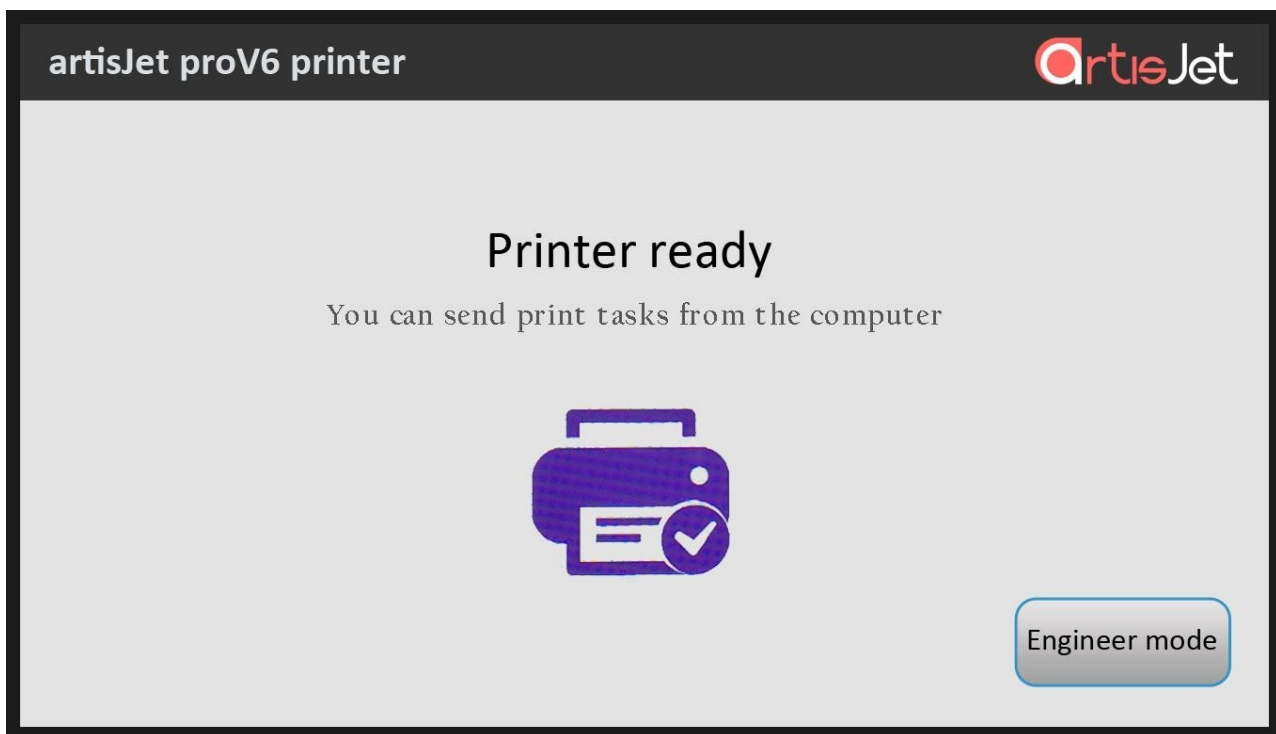 artisJet proV6 printer
artisJet
Printer ready
You can send print tasks from the computer
Engineer mode